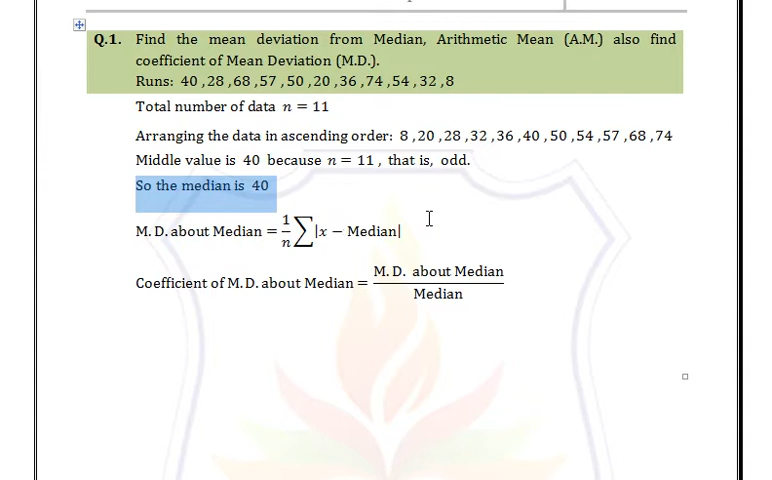 Q.1. Find the mean deviation from Median, Arithmetic Mean (A.M.) also find
coefficient of Mean Deviation (M.D.).
Runs: 40 ,28 ,68 ,57 ,50 ,20 ,36 ,74 ,54 ,32 ,8
Total number of data n = 11
Arranging the data in ascending order: 8 ,20 ,28 ,32 ,36 ,40 ,50 ,54 ,57 ,68 ,74
Middle value is 40 because n = 11 , that is, odd.
So the median is 40
M. D. about Median = 1/n ∑|x − Median|
Coefficient of M. D. about Median = M. D. about Median / Median